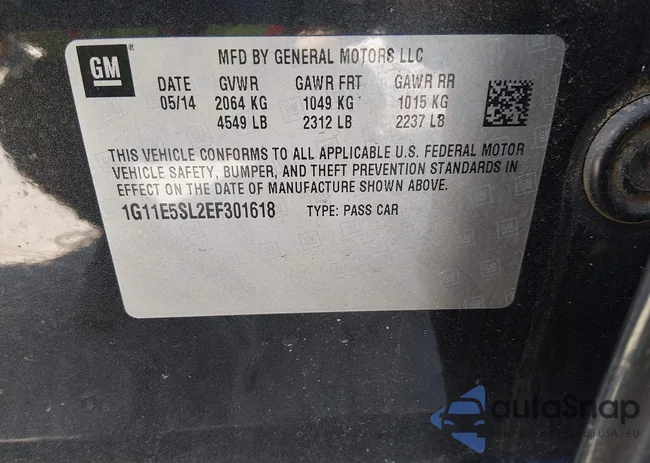 GM
MFD BY GENERAL MOTORS LLC
DATE GVWR GAWR FRT GAWR RR
05/14 2064 KG 1049 KG 1015 KG
4549 LB 2312 LB 2237 LB
THIS VEHICLE CONFORMS TO ALL APPLICABLE U.S. FEDERAL MOTOR
VEHICLE SAFETY, BUMPER, AND THEFT PREVENTION STANDARDS IN
EFFECT ON THE DATE OF MANUFACTURE SHOWN ABOVE.
1G11E5SL2EF301618 TYPE: PASS CAR
autoSnap
USA - EU